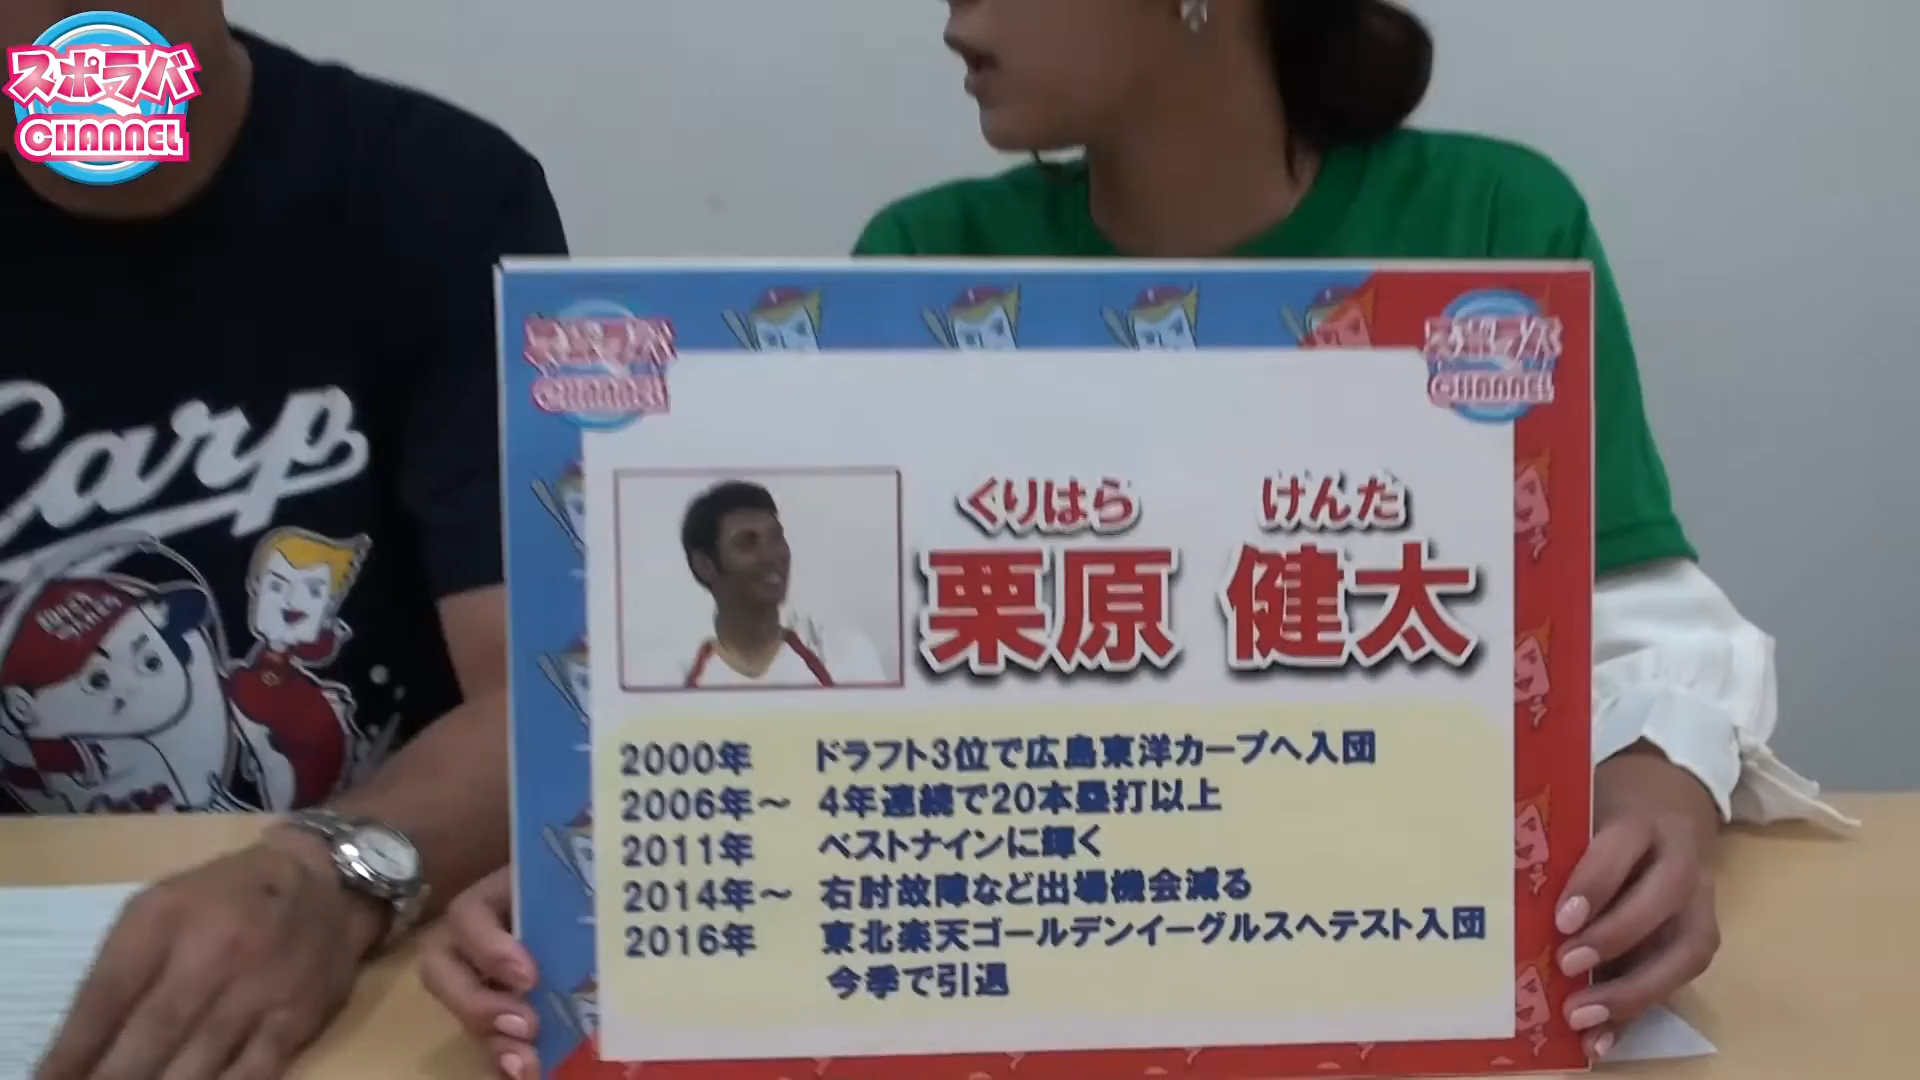 スポラバ
CHANNEL
Carp
スポラバ
CHANNEL
スポラバ
CHANNEL
くりはら けんた
栗原 健太
2000年 ドラフト3位で広島東洋カープへ入団
2006年～ 4年連続で20本塁打以上
2011年 ベストナインに輝く
2014年～ 右肘故障など出場機会減る
2016年 東北楽天ゴールデンイーグルスへテスト入団
今季で引退